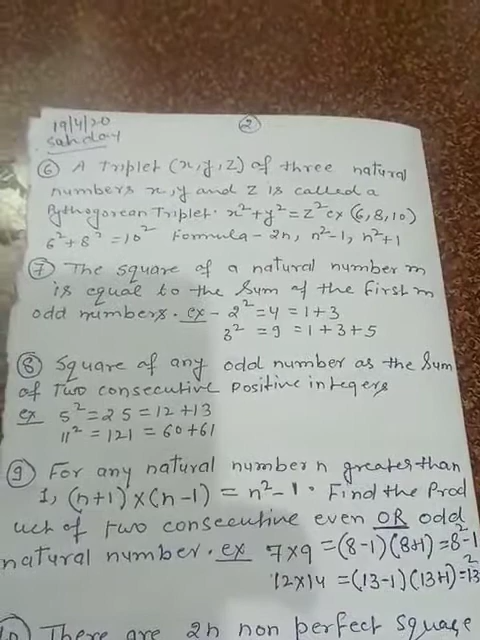 19/4/20 ②
sunday
⑥ A Triplet (x,y,z) of three natural
numbers x,y and z is called a
Pythogorean Triplet. x²+y²=z² ex (6,8,10)
6²+8²=10² Formula - 2n, n²-1, n²+1
⑦ The square of a natural number m
is equal to the Sum of the first m
odd numbers. ex - 2²=4 = 1+3
3² = 9 = 1+3+5
⑧ Square of any odd number as the Sum
of Two consecutive positive integers
ex 5²=25=12+13
11²=121 = 60+61
⑨ For any natural number n greater than
1, (n+1)×(n-1) = n²-1. Find the Prod
uct of two consecutive even OR odd
natural number. ex 7×9 =(8-1)(8+1)=8²-1
12×14 =(13-1)(13+1)=13²
There are 2n non perfect square